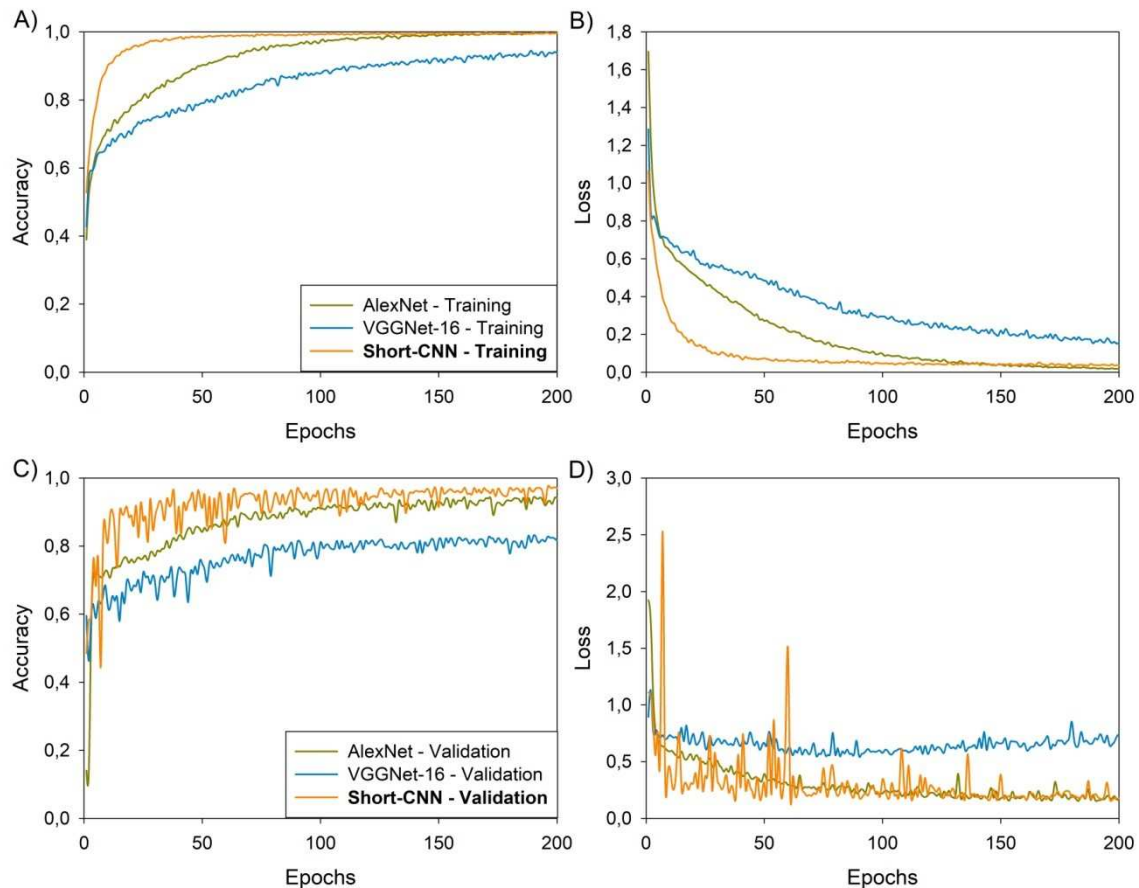 A)
1,0
0,8
0,6
0,4
0,2
0,0
Accuracy
AlexNet - Training
VGGNet-16 - Training
Short-CNN - Training
0 50 100 150 200
Epochs
B)
1,8
1,6
1,4
1,2
1,0
0,8
0,6
0,4
0,2
0,0
Loss
0 50 100 150 200
Epochs
C)
1,0
0,8
0,6
0,4
0,2
0,0
Accuracy
AlexNet - Validation
VGGNet-16 - Validation
Short-CNN - Validation
0 50 100 150 200
Epochs
D)
3,0
2,5
2,0
1,5
1,0
0,5
0,0
Loss
0 50 100 150 200
Epochs